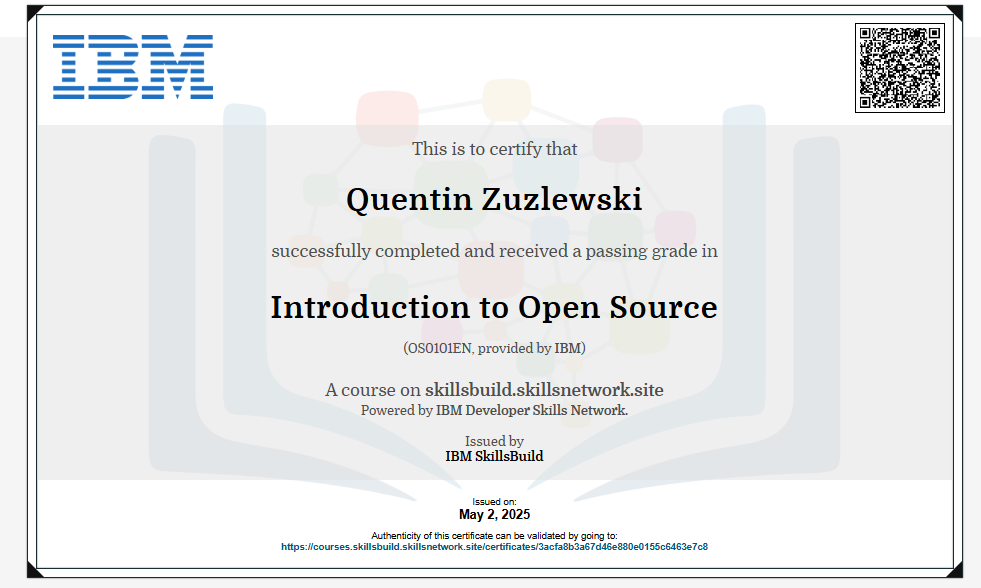 IBM
This is to certify that
Quentin Zuzlewski
successfully completed and received a passing grade in
Introduction to Open Source
(OS0101EN, provided by IBM)
A course on skillsbuild.skillsnetwork.site
Powered by IBM Developer Skills Network.
Issued by
IBM SkillsBuild
Issued on:
May 2, 2025
Authenticity of this certificate can be validated by going to:
https://courses.skillsbuild.skillsnetwork.site/certificates/3acfa8b3a67d46e880e0155c6463e7c8